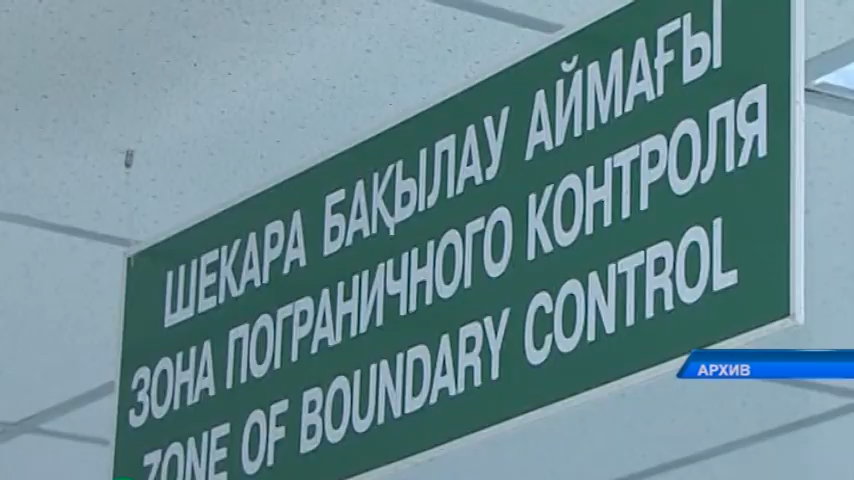 ШЕКАРА БАҚЫЛАУ АЙМАҒЫ
ЗОНА ПОГРАНИЧНОГО КОНТРОЛЯ
ZONE OF BOUNDARY CONTROL
АРХИВ